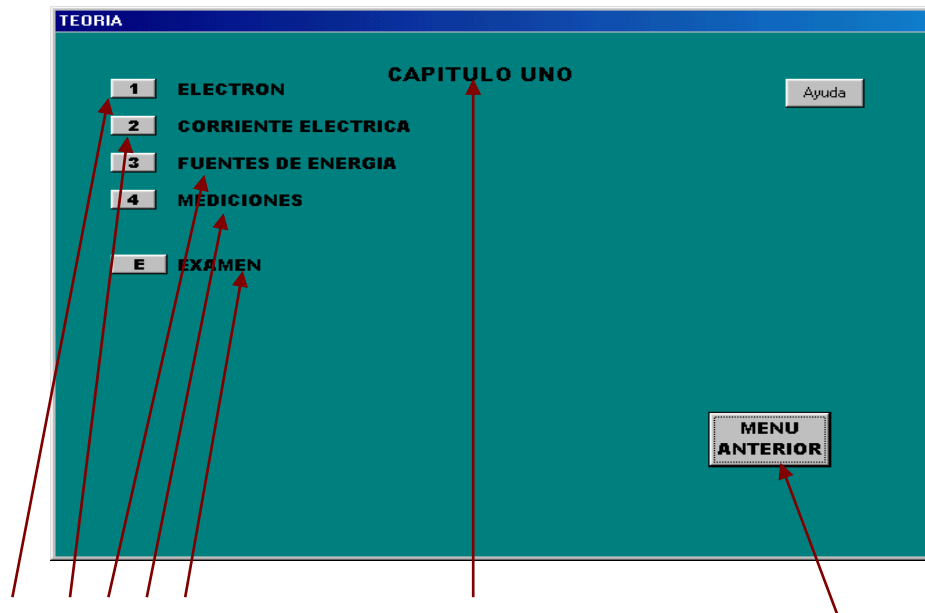 TEORIA
CAPITULO UNO
1 ELECTRON
Ayuda
2 CORRIENTE ELECTRICA
3 FUENTES DE ENERGIA
4 MEDICIONES
E EXAMEN
MENU
ANTERIOR